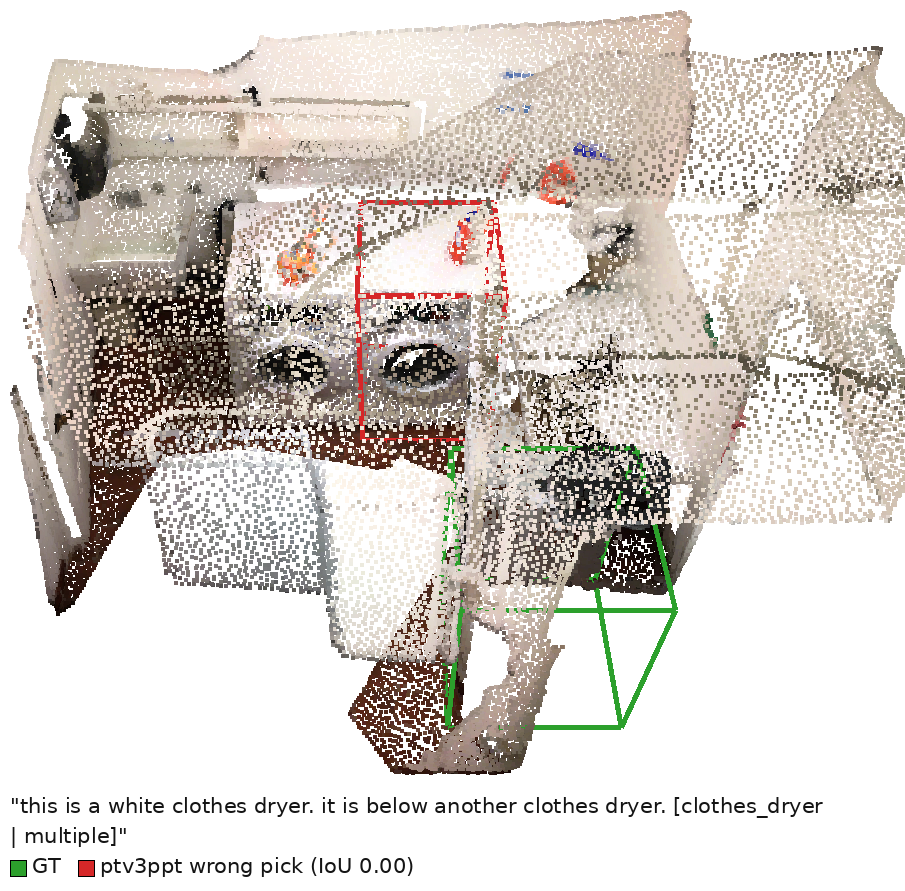 "this is a white clothes dryer. it is below another clothes dryer. [clothes_dryer
| multiple]"
GT ptv3ppt wrong pick (IoU 0.00)